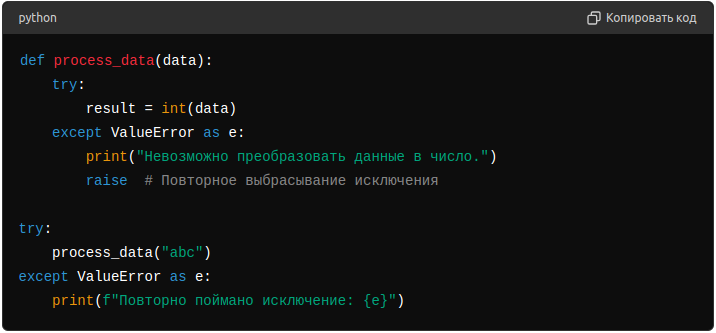 python
Копировать код
def process_data(data):
    try:
        result = int(data)
    except ValueError as e:
        print("Невозможно преобразовать данные в число.")
        raise  # Повторное выбрасывание исключения

try:
    process_data("abc")
except ValueError as e:
    print(f"Повторно поймано исключение: {e}")